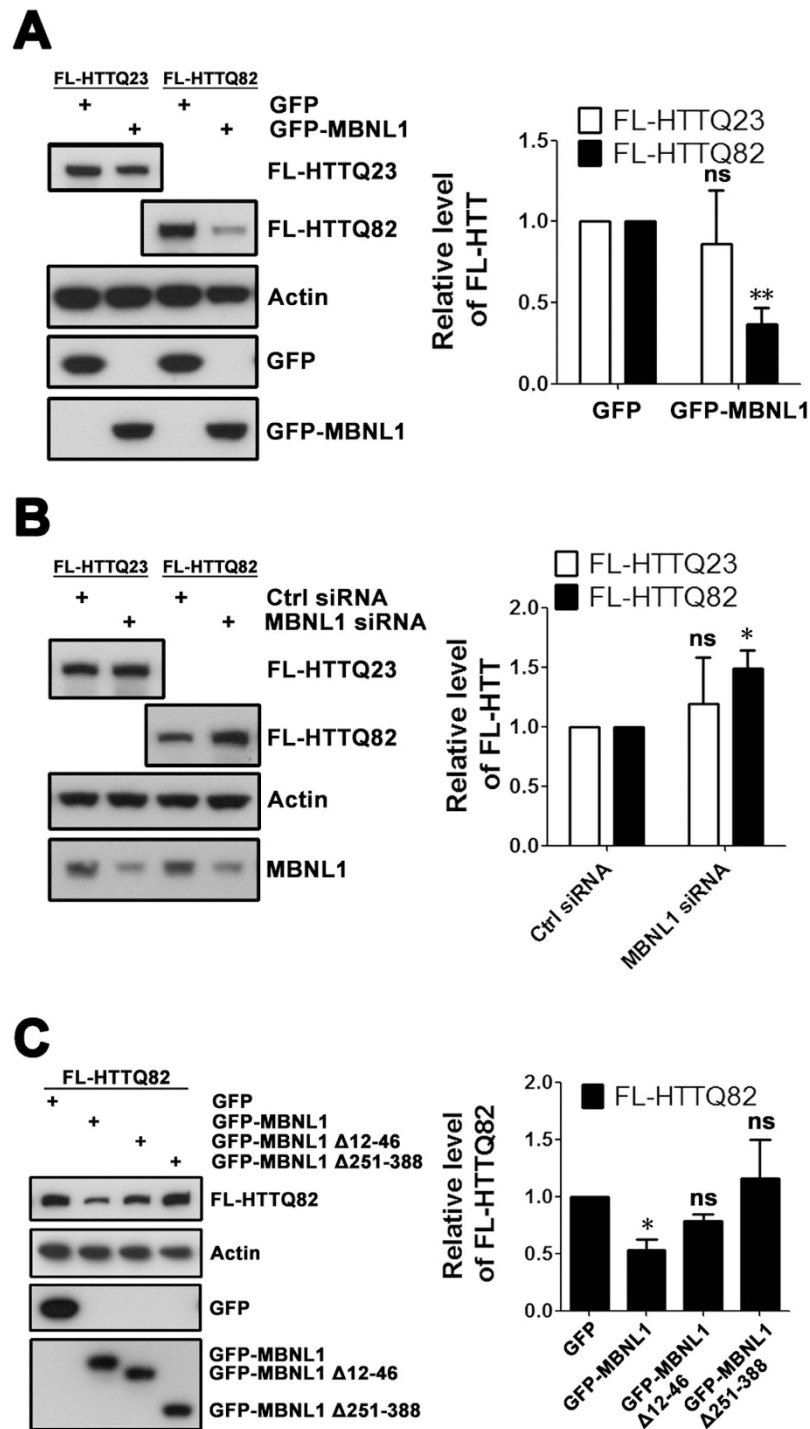 A
FL-HTTQ23 FL-HTTQ82
+ + GFP
+ + GFP-MBNL1
FL-HTTQ23
FL-HTTQ82
Actin
GFP
GFP-MBNL1
FL-HTTQ23
FL-HTTQ82
Relative level
of FL-HTT
1.5
1.0
0.5
0.0
ns
**
GFP GFP-MBNL1
B
FL-HTTQ23 FL-HTTQ82
+ + Ctrl siRNA
+ + MBNL1 siRNA
FL-HTTQ23
FL-HTTQ82
Actin
MBNL1
FL-HTTQ23
FL-HTTQ82
Relative level
of FL-HTT
2.0
1.5
1.0
0.5
0.0
ns
*
Ctrl siRNA
MBNL1 siRNA
C
FL-HTTQ82
+ GFP
+ GFP-MBNL1
+ GFP-MBNL1 Δ12-46
+ GFP-MBNL1 Δ251-388
FL-HTTQ82
Actin
GFP
GFP-MBNL1
GFP-MBNL1 Δ12-46
GFP-MBNL1 Δ251-388
FL-HTTQ82
Relative level
of FL-HTTQ82
2.0
1.5
1.0
0.5
0.0
*
ns
ns
GFP
GFP-MBNL1
GFP-MBNL1
Δ12-46
GFP-MBNL1
Δ251-388